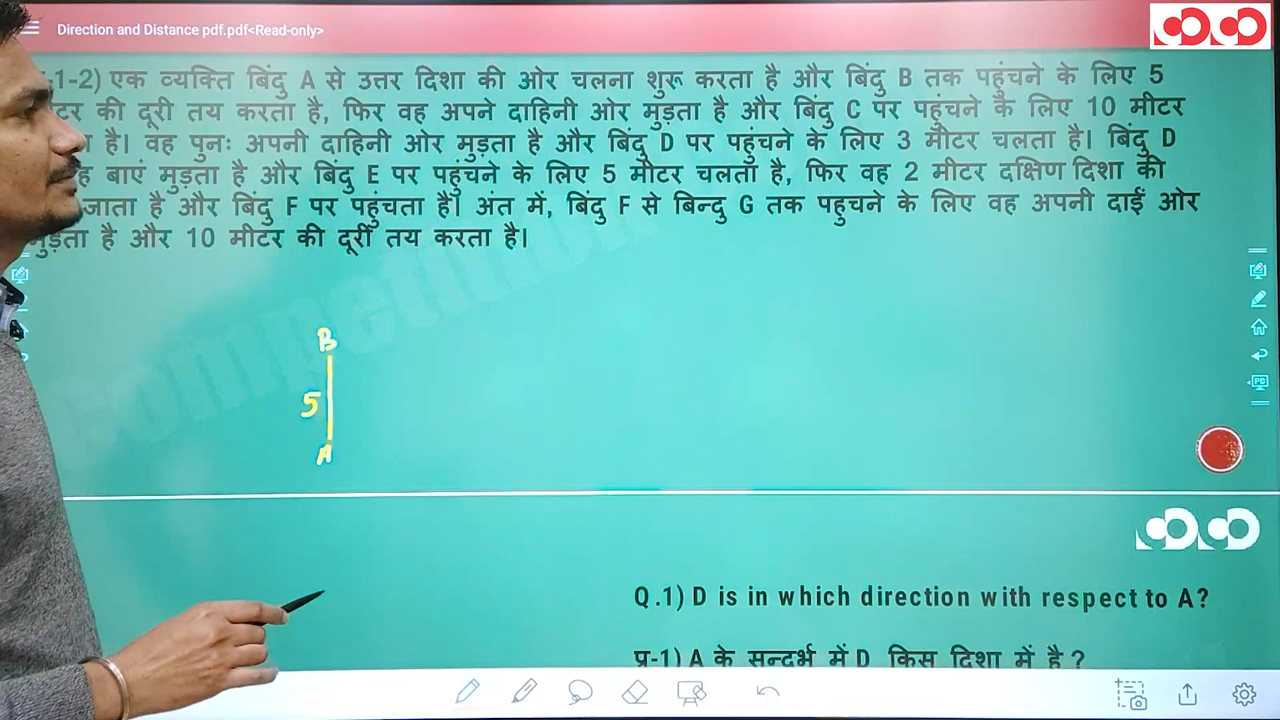 Direction and Distance pdf.pdf<Read-only>
-1-2) एक व्यक्ति बिंदु A से उत्तर दिशा की ओर चलना शुरू करता है और बिंदु B तक पहुंचने के लिए 5
टर की दूरी तय करता है, फिर वह अपने दाहिनी ओर मुड़ता है और बिंदु C पर पहुंचने के लिए 10 मीटर
है। वह पुनः अपनी दाहिनी ओर मुड़ता है और बिंदु D पर पहुंचने के लिए 3 मीटर चलता है। बिंदु D
ह बाएं मुड़ता है और बिंदु E पर पहुंचने के लिए 5 मीटर चलता है, फिर वह 2 मीटर दक्षिण दिशा की
जाता है और बिंदु F पर पहुंचता है। अंत में, बिंदु F से बिन्दु G तक पहुचने के लिए वह अपनी दाईं ओर
मुड़ता है और 10 मीटर की दूरी तय करता है।
competition
B
5
A
Q.1) D is in which direction with respect to A?
प्र-1) A के सन्दर्भ में D किस दिशा में है ?